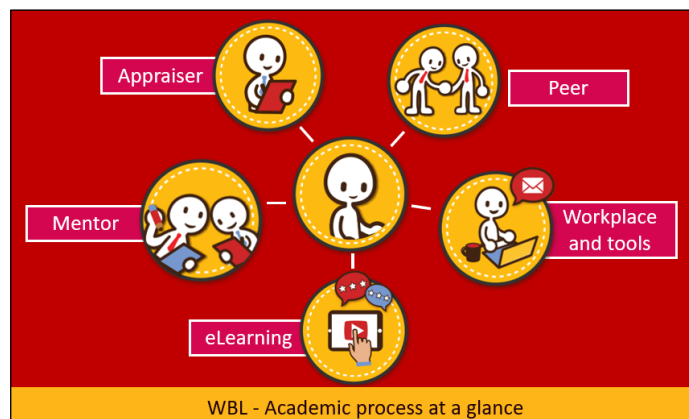 Appraiser
Peer
Mentor
Workplace
and tools
eLearning
WBL - Academic process at a glance